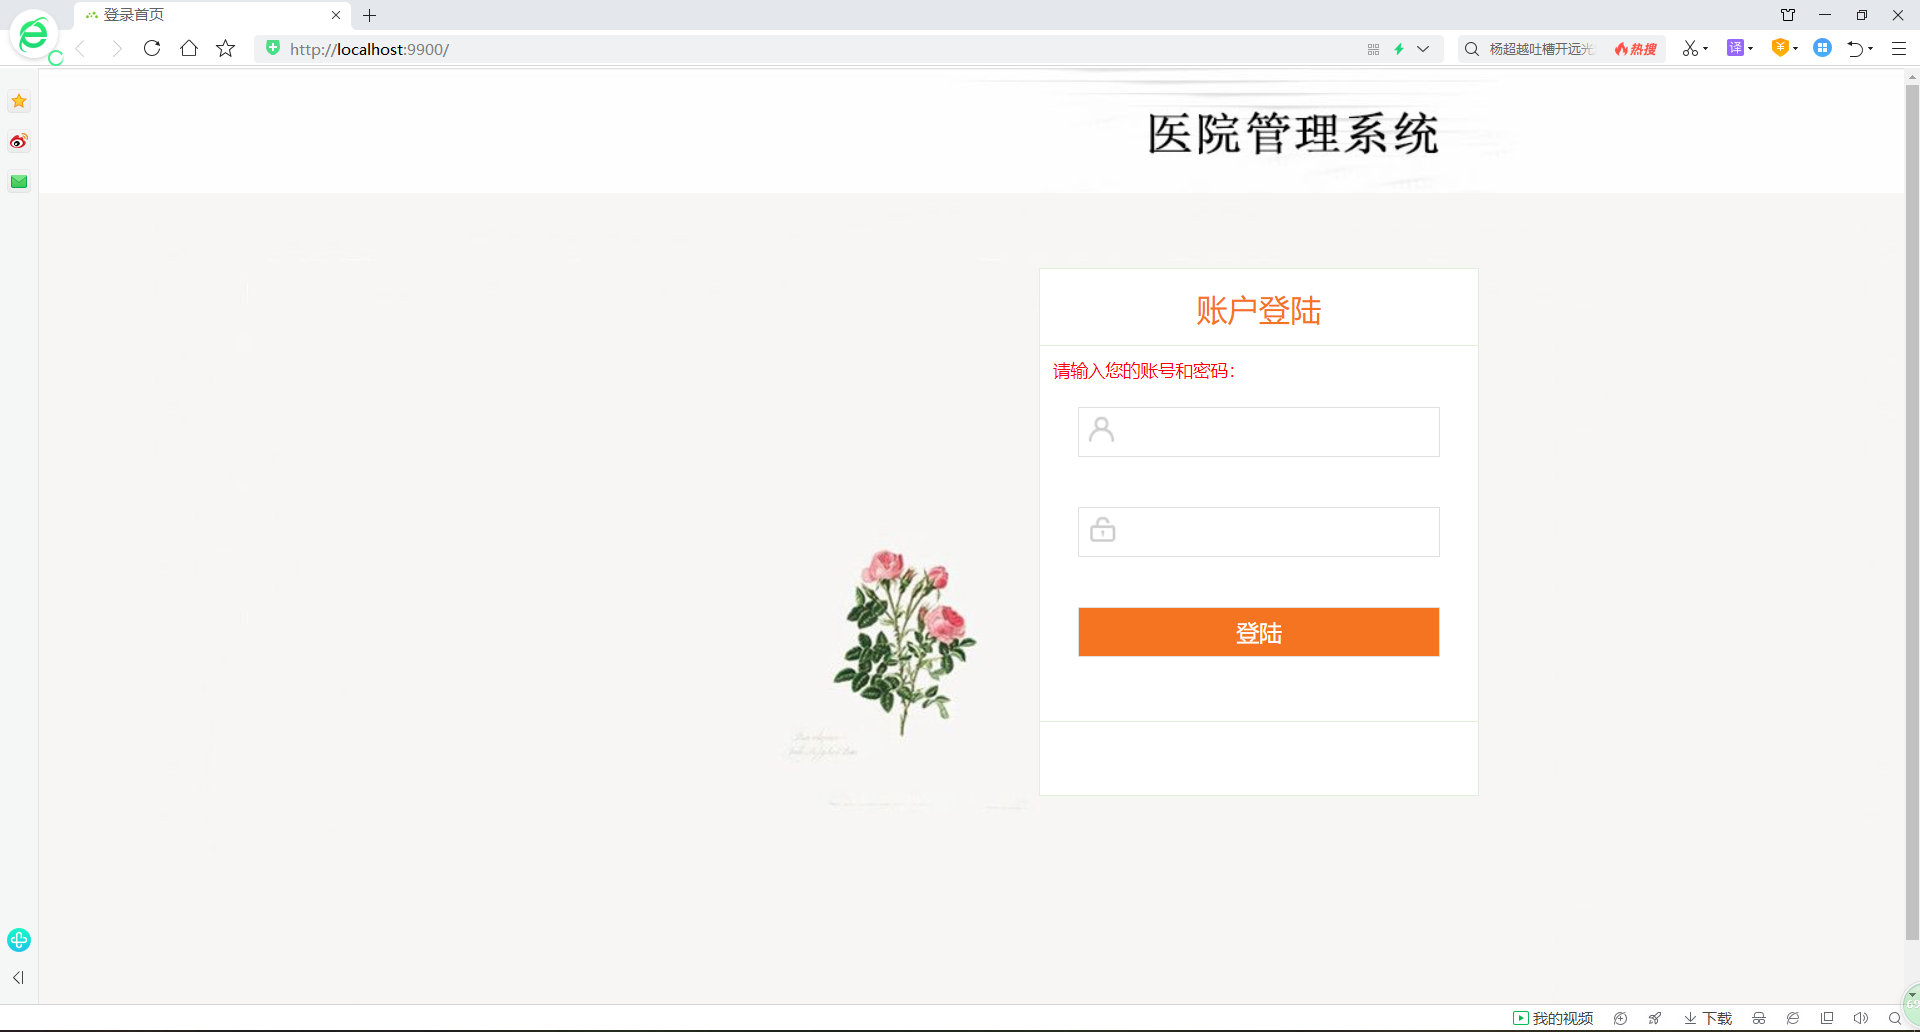 登录首页
http://localhost:9900/
杨超越吐槽开远光
热搜
译
医院管理系统
账户登陆
请输入您的账号和密码：
登陆
我的视频
下载